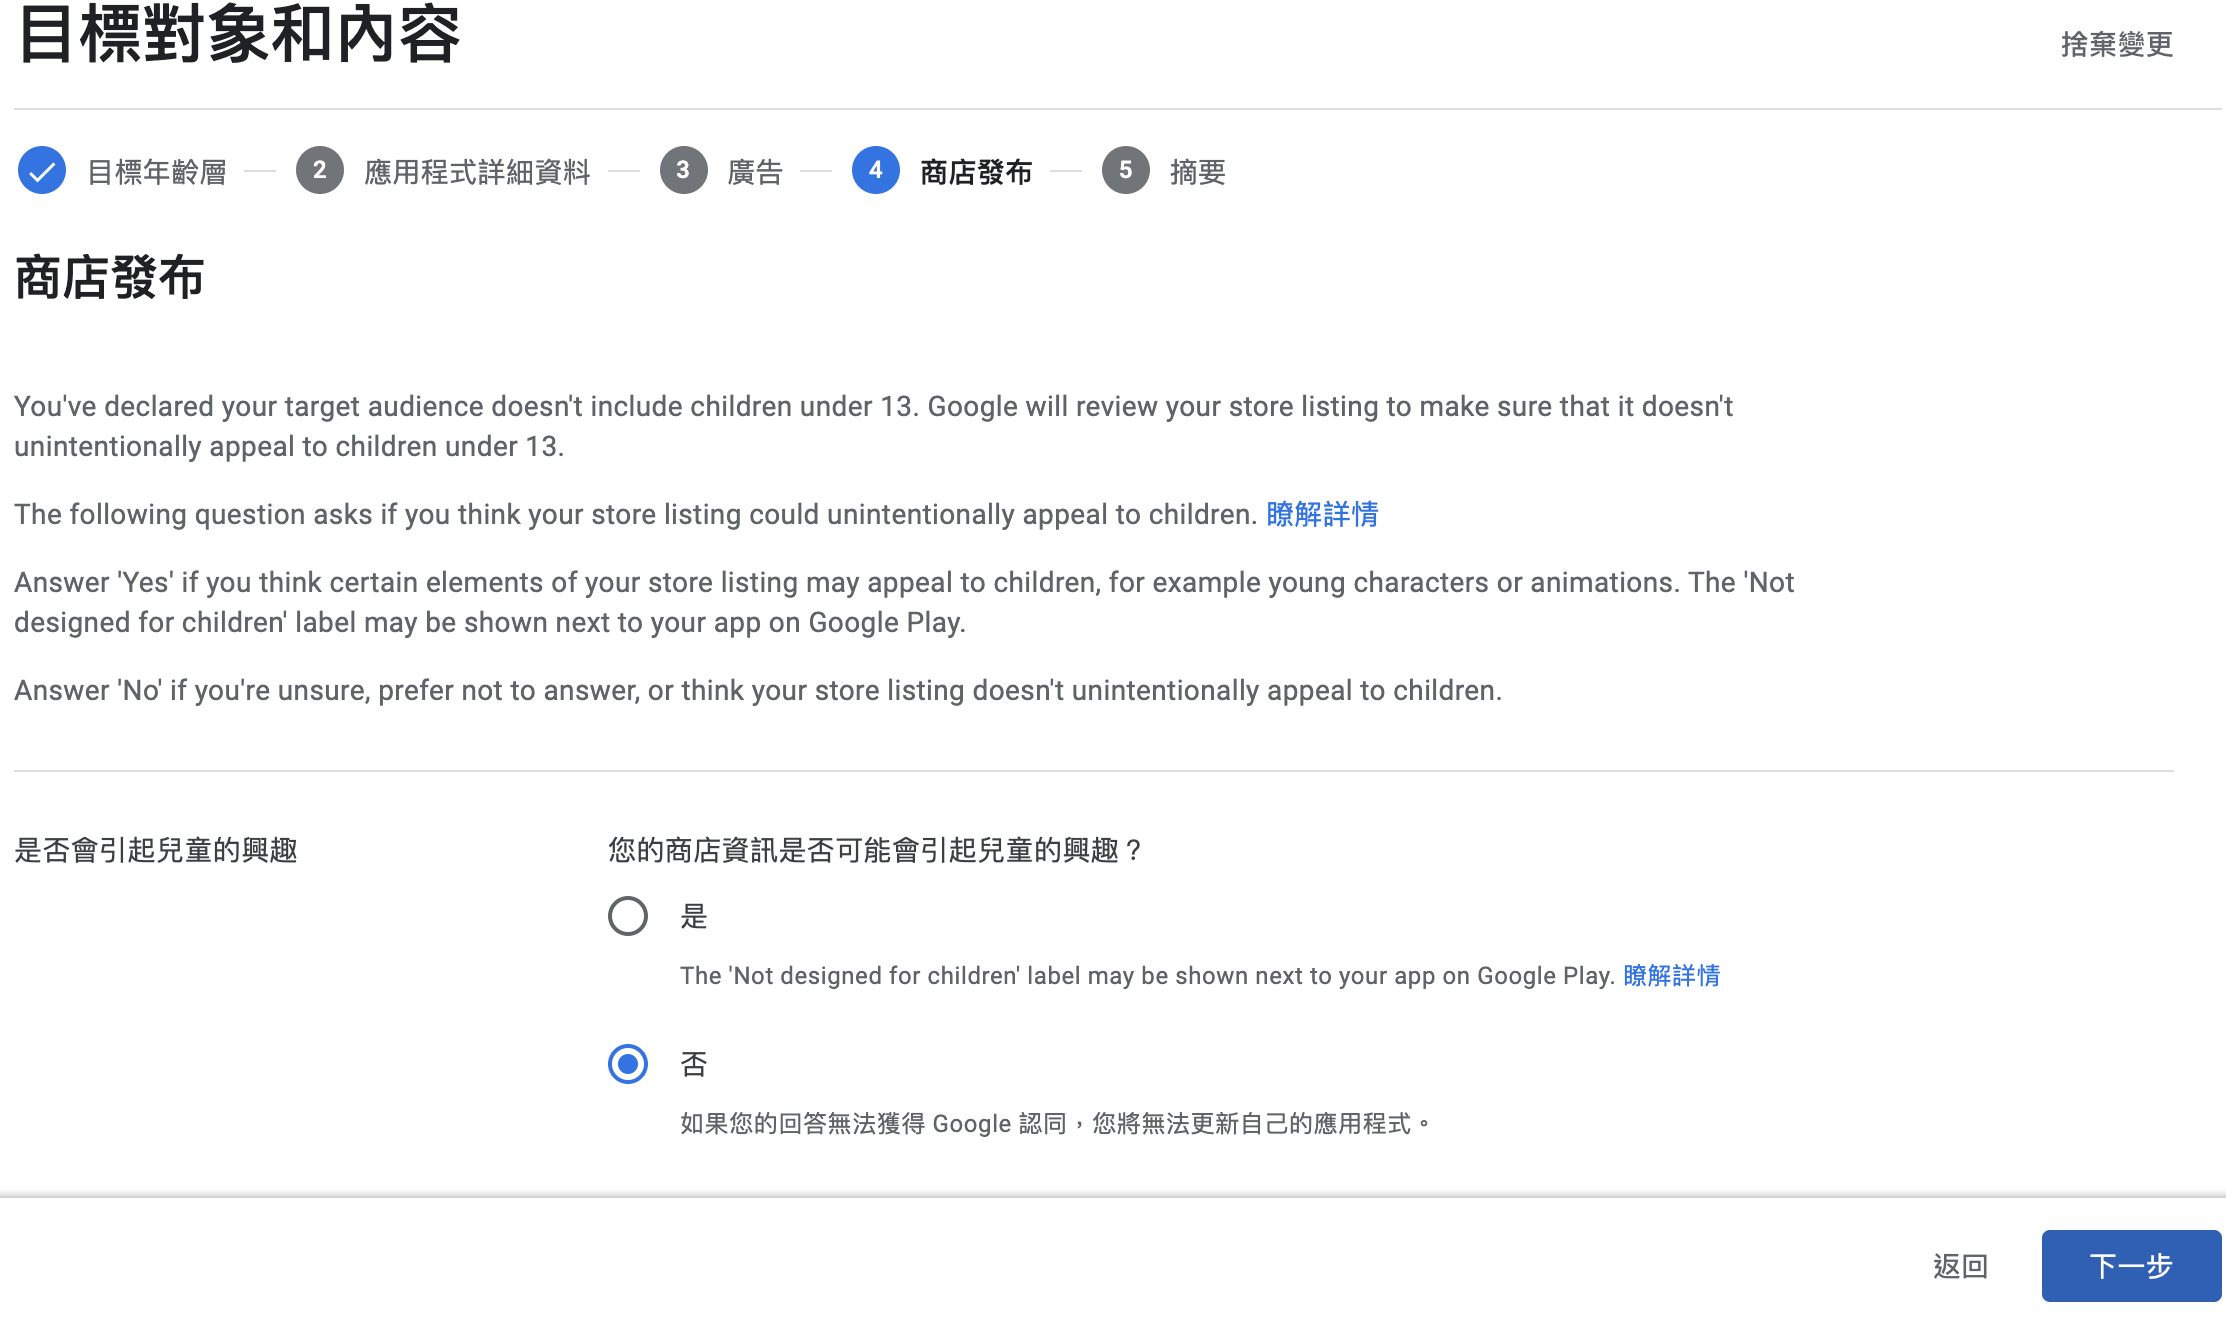 目標對象和內容
捨棄變更
目標年齡層
2 應用程式詳細資料
3 廣告
4 商店發布
5 摘要
商店發布
You've declared your target audience doesn't include children under 13. Google will review your store listing to make sure that it doesn't
unintentionally appeal to children under 13.
The following question asks if you think your store listing could unintentionally appeal to children. 瞭解詳情
Answer 'Yes' if you think certain elements of your store listing may appeal to children, for example young characters or animations. The 'Not
designed for children' label may be shown next to your app on Google Play.
Answer 'No' if you're unsure, prefer not to answer, or think your store listing doesn't unintentionally appeal to children.
是否會引起兒童的興趣
您的商店資訊是否可能會引起兒童的興趣？
是
The 'Not designed for children' label may be shown next to your app on Google Play. 瞭解詳情
否
如果您的回答無法獲得 Google 認同，您將無法更新自己的應用程式。
返回
下一步